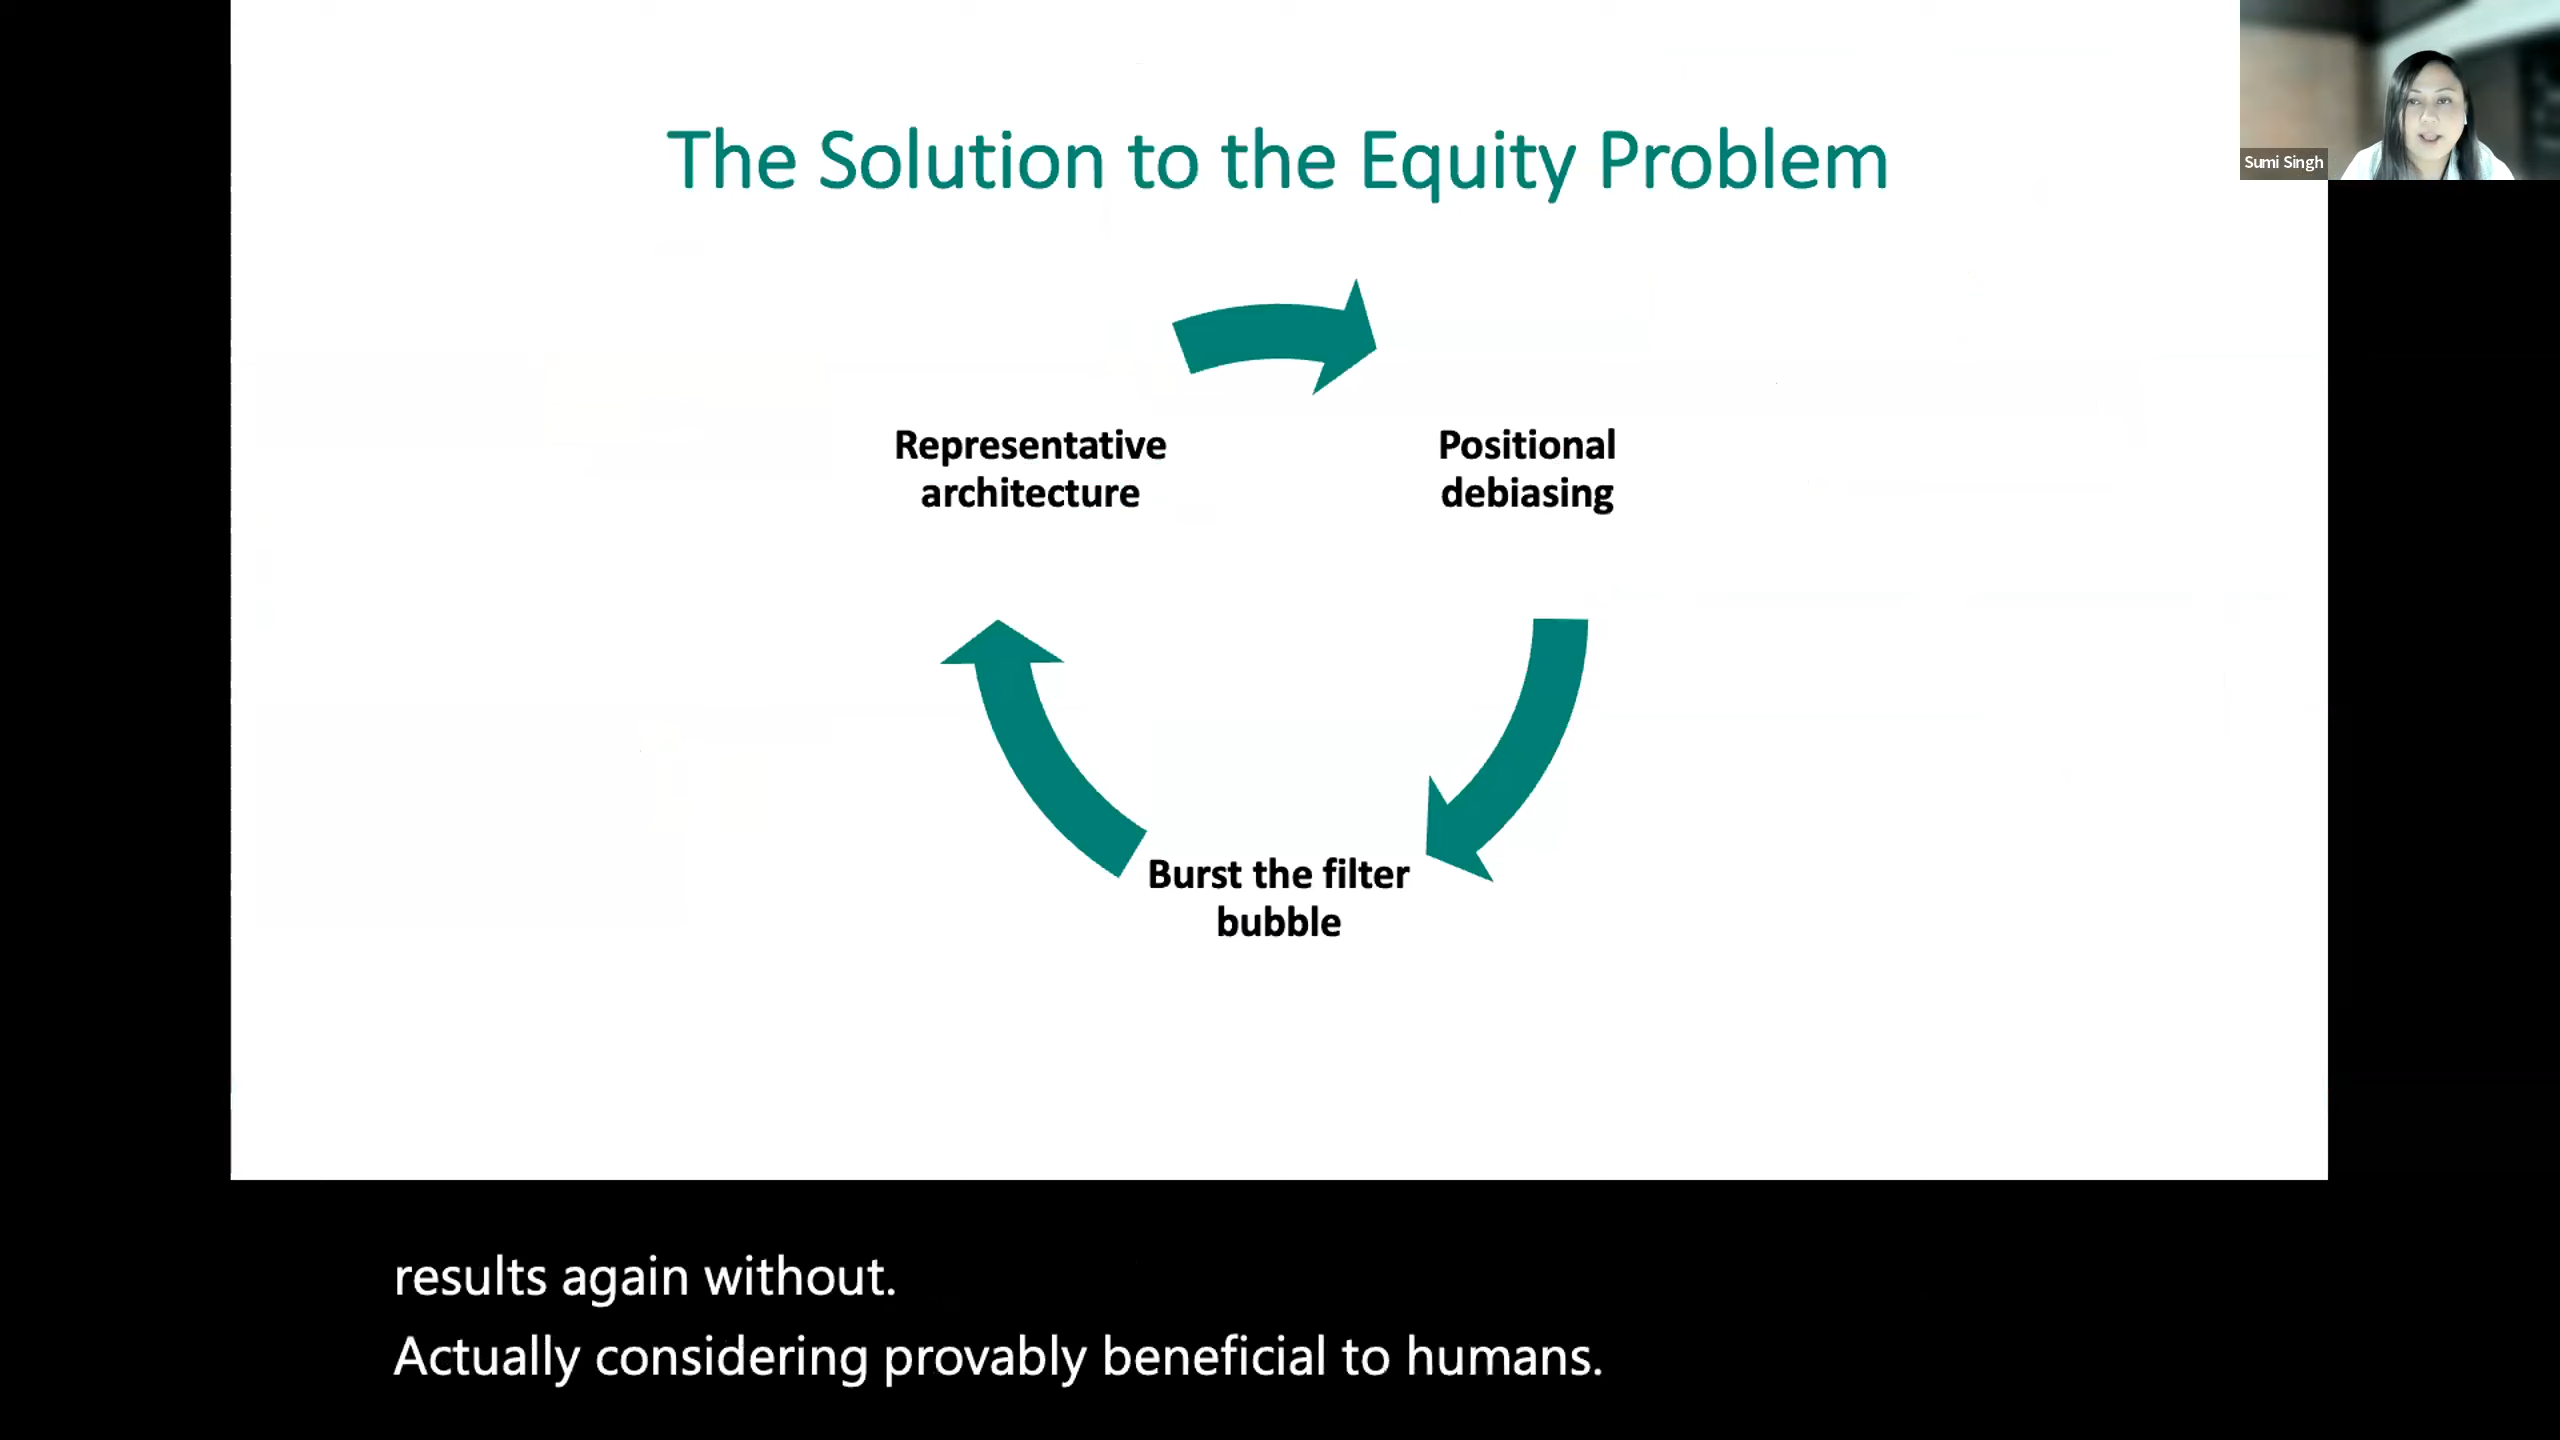 The Solution to the Equity Problem
Sumi Singh
Representative
architecture
Positional
debiasing
Burst the filter
bubble
results again without.
Actually considering provably beneficial to humans.